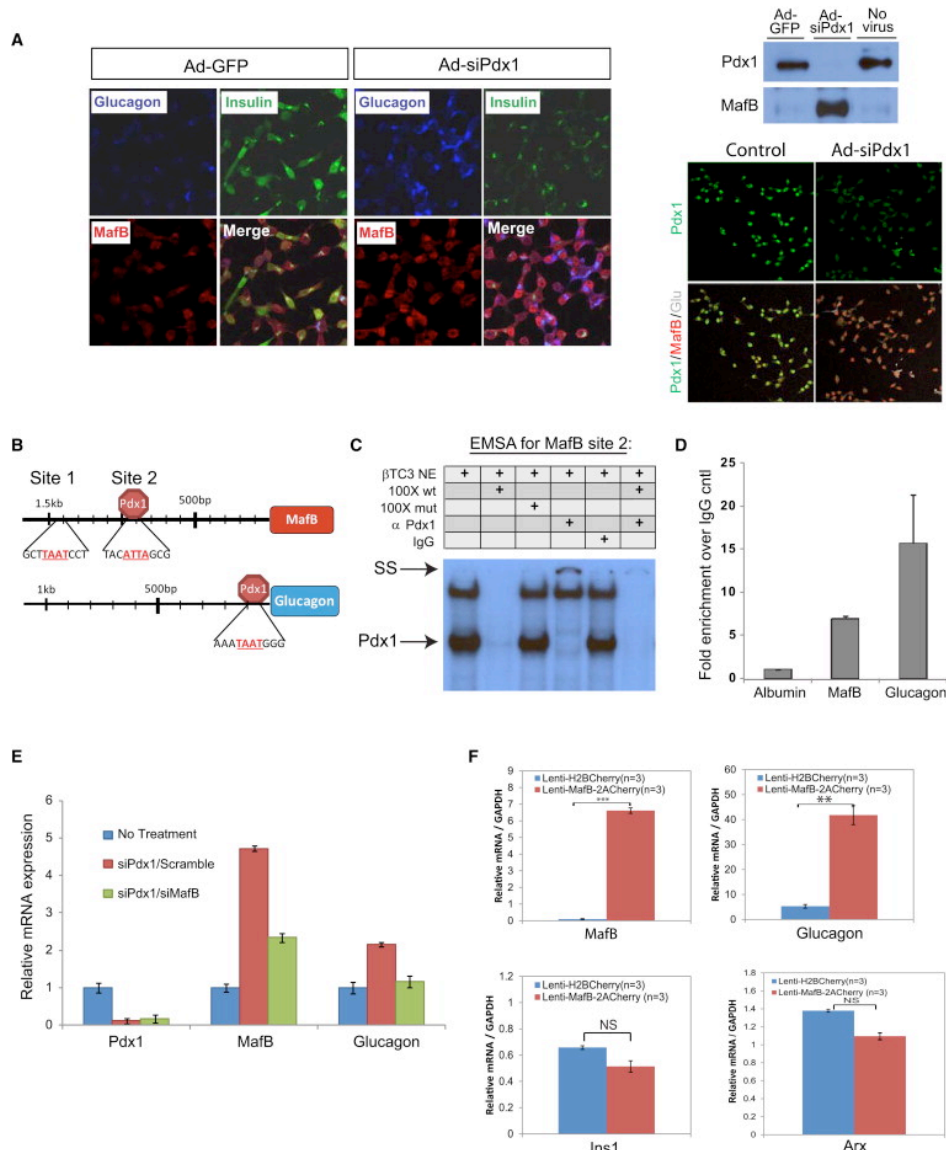 A
Ad-GFP
Ad-siPdx1
Glucagon
Insulin
Glucagon
Insulin
MafB
Merge
MafB
Merge
Ad-
GFP
Ad-
siPdx1
No
virus
Pdx1
MafB
Control
Ad-siPdx1
Pdx1
Pdx1/MafB/Glu
B
Site 1
Site 2
1.5kb
Pdx1
500bp
MafB
GCTTAATCCT
TACATTAGCG
1kb
500bp
Pdx1
Glucagon
AAATAATGGG
C
EMSA for MafB site 2:
βTC3 NE + + + + + +
100X wt + +
100X mut +
α Pdx1 + +
IgG +
SS
Pdx1
D
Fold enrichment over IgG cntl
25
20
15
10
5
0
Albumin MafB Glucagon
E
Relative mRNA expression
6
5
4
3
2
1
0
No Treatment
siPdx1/Scramble
siPdx1/siMafB
Pdx1 MafB Glucagon
F
Relative mRNA / GAPDH
9
8
7
6
5
4
3
2
1
0
Lenti-H2BCherry(n=3)
Lenti-MafB-2ACherry(n=3)
***
MafB
Relative mRNA / GAPDH
60
50
40
30
20
10
0
Lenti-H2BCherry(n=3)
Lenti-MafB-2ACherry (n=3)
**
Glucagon
Relative mRNA / GAPDH
1.2
1
0.8
0.6
0.4
0.2
0
Lenti-H2BCherry(n=3)
Lenti-MafB-2ACherry (n=3)
NS
Ins1
Relative mRNA / GAPDH
1.8
1.6
1.4
1.2
1
0.8
0.6
0.4
0.2
0
Lenti-H2BCherry(n=3)
Lenti-MafB-2ACherry (n=3)
NS
Arx